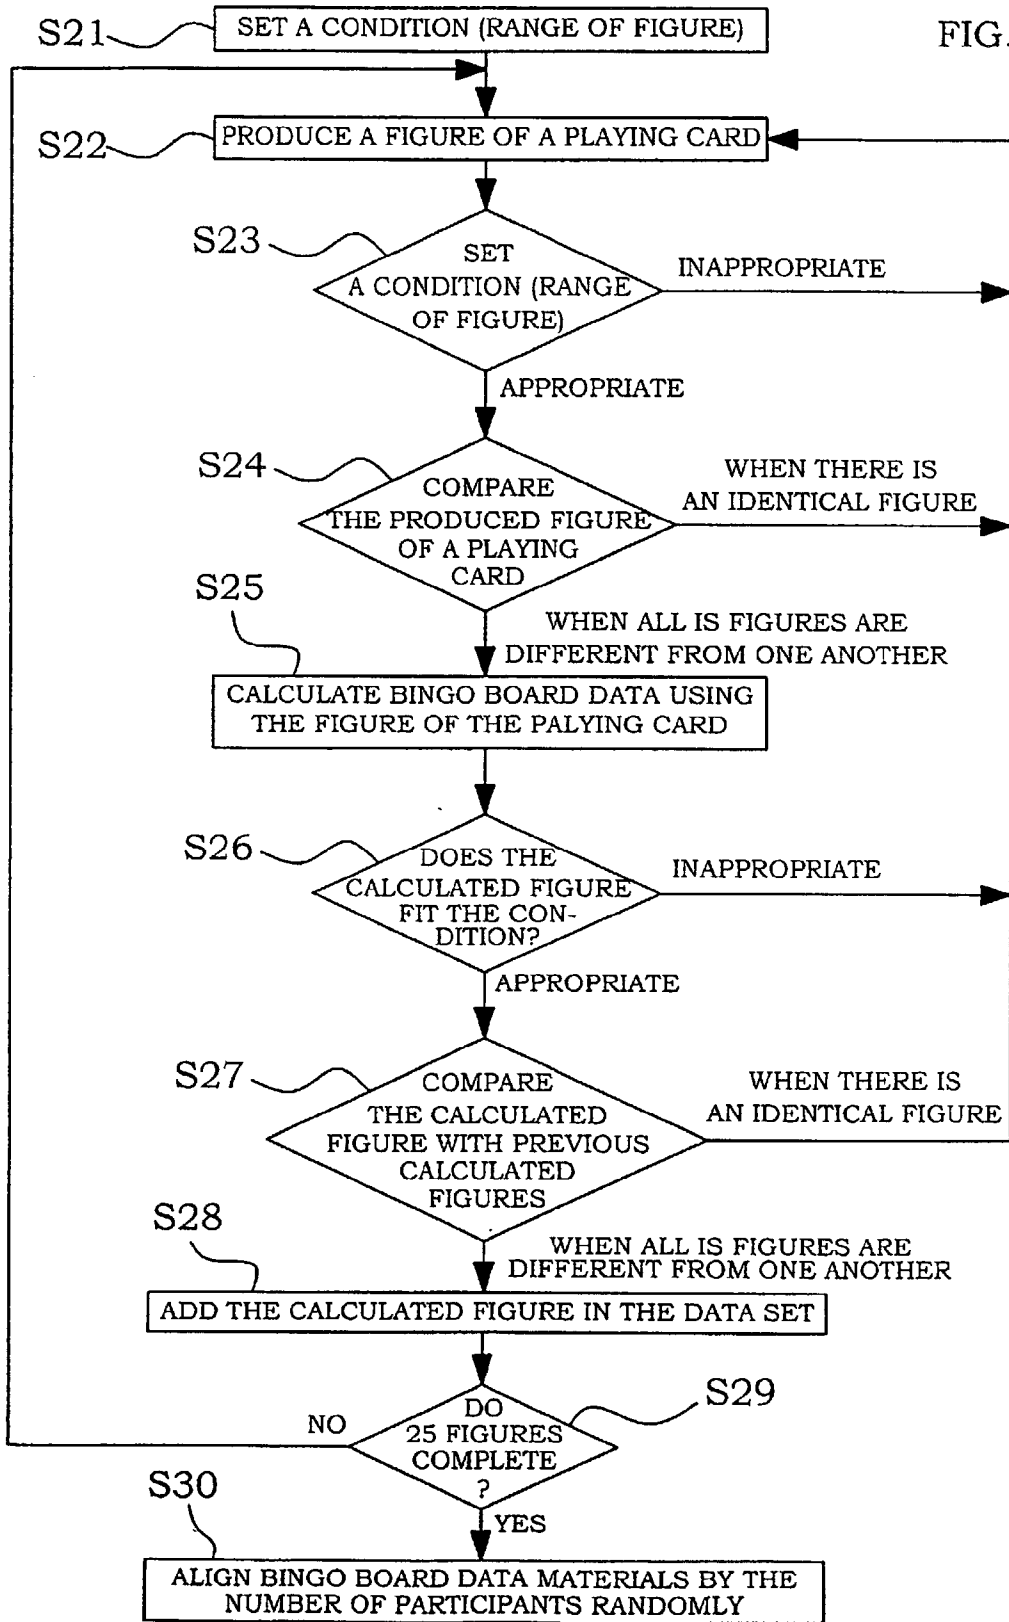 S21
SET A CONDITION (RANGE OF FIGURE)
FIG.
S22
PRODUCE A FIGURE OF A PLAYING CARD
S23
SET
A CONDITION (RANGE
OF FIGURE)
INAPPROPRIATE
APPROPRIATE
S24
COMPARE
THE PRODUCED FIGURE
OF A PLAYING
CARD
WHEN THERE IS
AN IDENTICAL FIGURE
S25
WHEN ALL IS FIGURES ARE
DIFFERENT FROM ONE ANOTHER
CALCULATE BINGO BOARD DATA USING
THE FIGURE OF THE PALYING CARD
S26
DOES THE
CALCULATED FIGURE
FIT THE CON-
DITION?
INAPPROPRIATE
APPROPRIATE
S27
COMPARE
THE CALCULATED
FIGURE WITH PREVIOUS
CALCULATED
FIGURES
WHEN THERE IS
AN IDENTICAL FIGURE
S28
WHEN ALL IS FIGURES ARE
DIFFERENT FROM ONE ANOTHER
ADD THE CALCULATED FIGURE IN THE DATA SET
S29
DO
25 FIGURES
COMPLETE
?
NO
S30
YES
ALIGN BINGO BOARD DATA MATERIALS BY THE
NUMBER OF PARTICIPANTS RANDOMLY